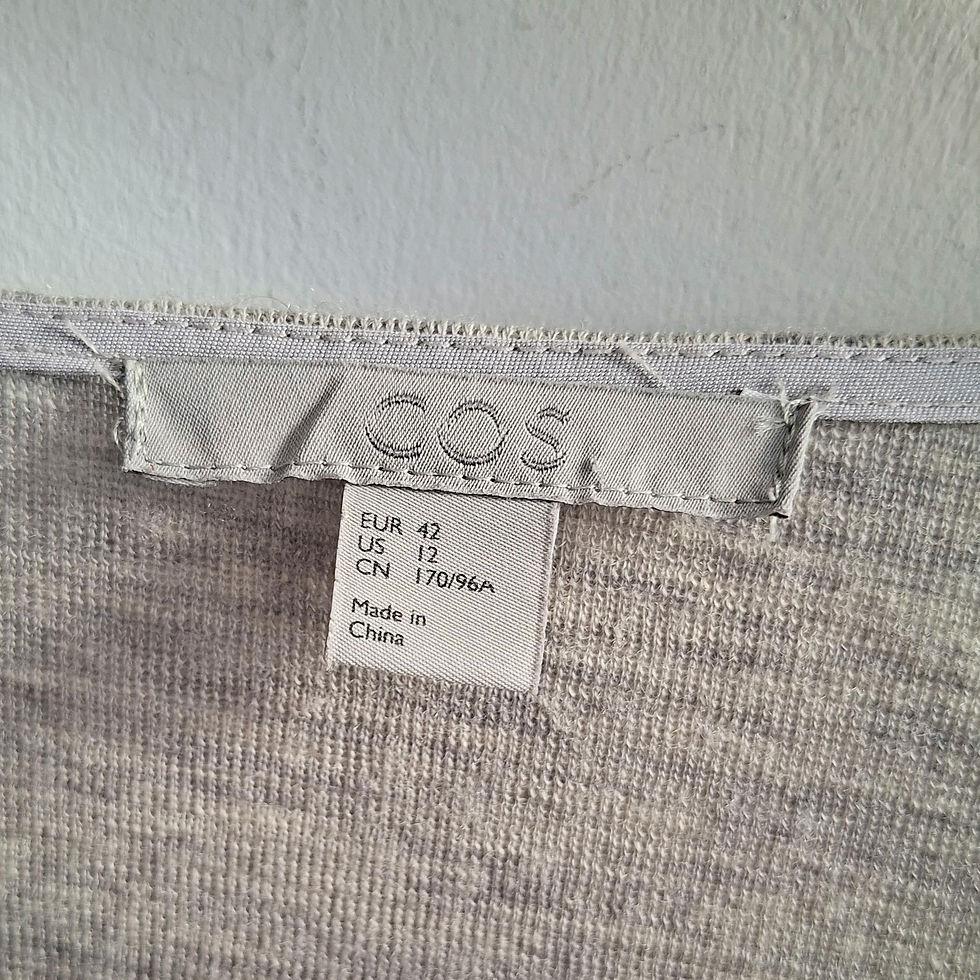 COS
EUR 42
US 12
CN 170/96A
Made in
China